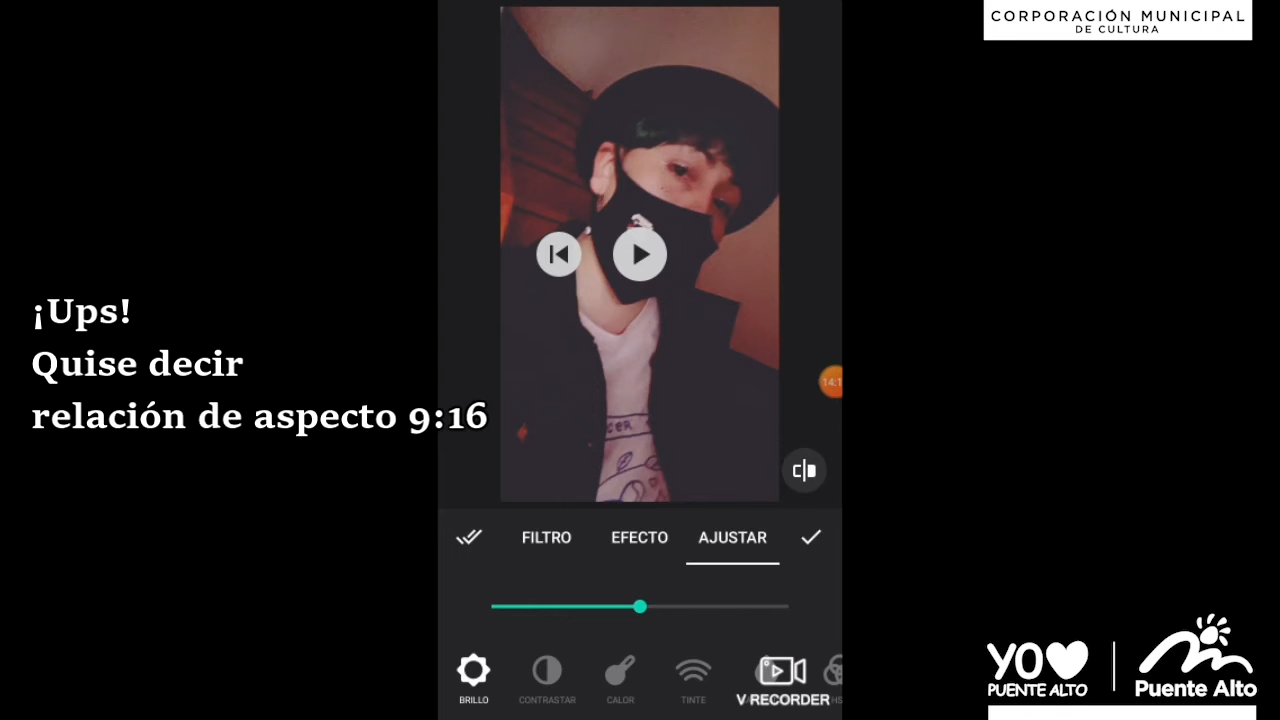 CORPORACIÓN MUNICIPAL
DE CULTURA
¡Ups!
Quise decir
relación de aspecto 9:16
FILTRO
EFECTO
AJUSTAR
BRILLO
CONTRASTAR
CALOR
TINTE
V RECORDER
YO
PUENTE ALTO
Puente Alto